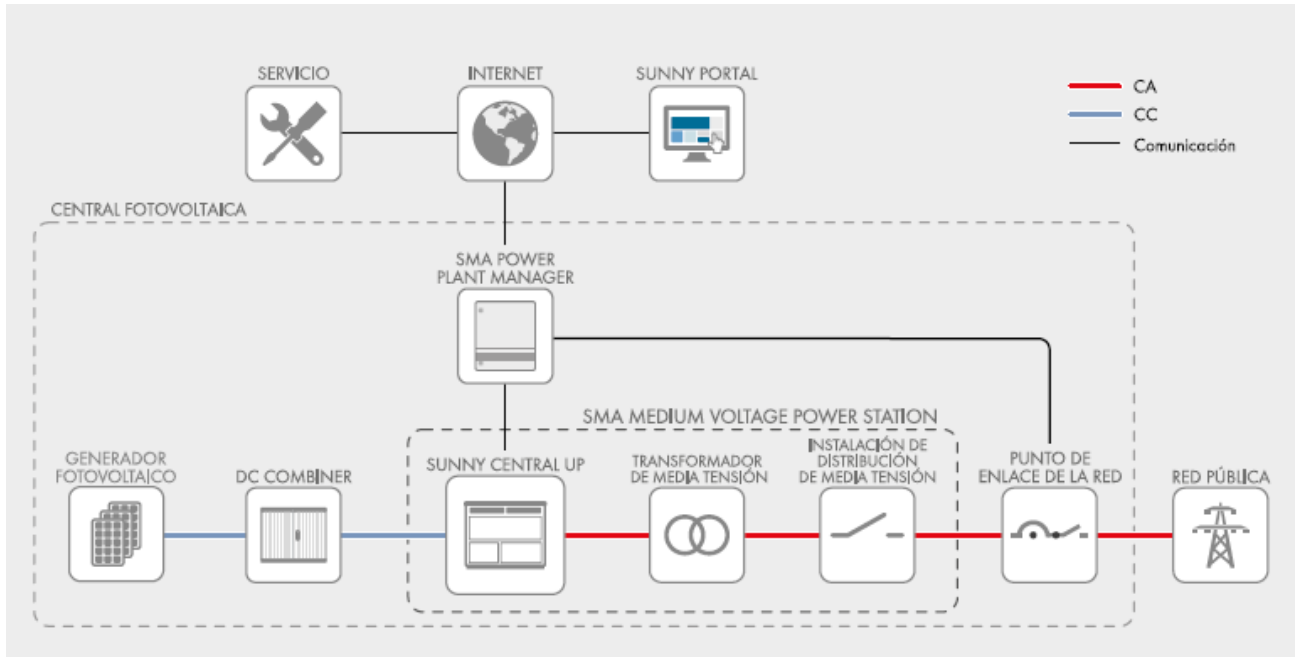 SERVICIO
INTERNET
SUNNY PORTAL
CA
CC
Comunicación
CENTRAL FOTOVOLTAICA
SMA POWER
PLANT MANAGER
SMA MEDIUM VOLTAGE POWER STATION
GENERADOR
FOTOVOLTAICO
DC COMBINER
SUNNY CENTRAL UP
TRANSFORMADOR
DE MEDIA TENSIÓN
INSTALACIÓN DE
DISTRIBUCIÓN
DE MEDIA TENSIÓN
PUNTO DE
ENLACE DE LA RED
RED PÚBLICA